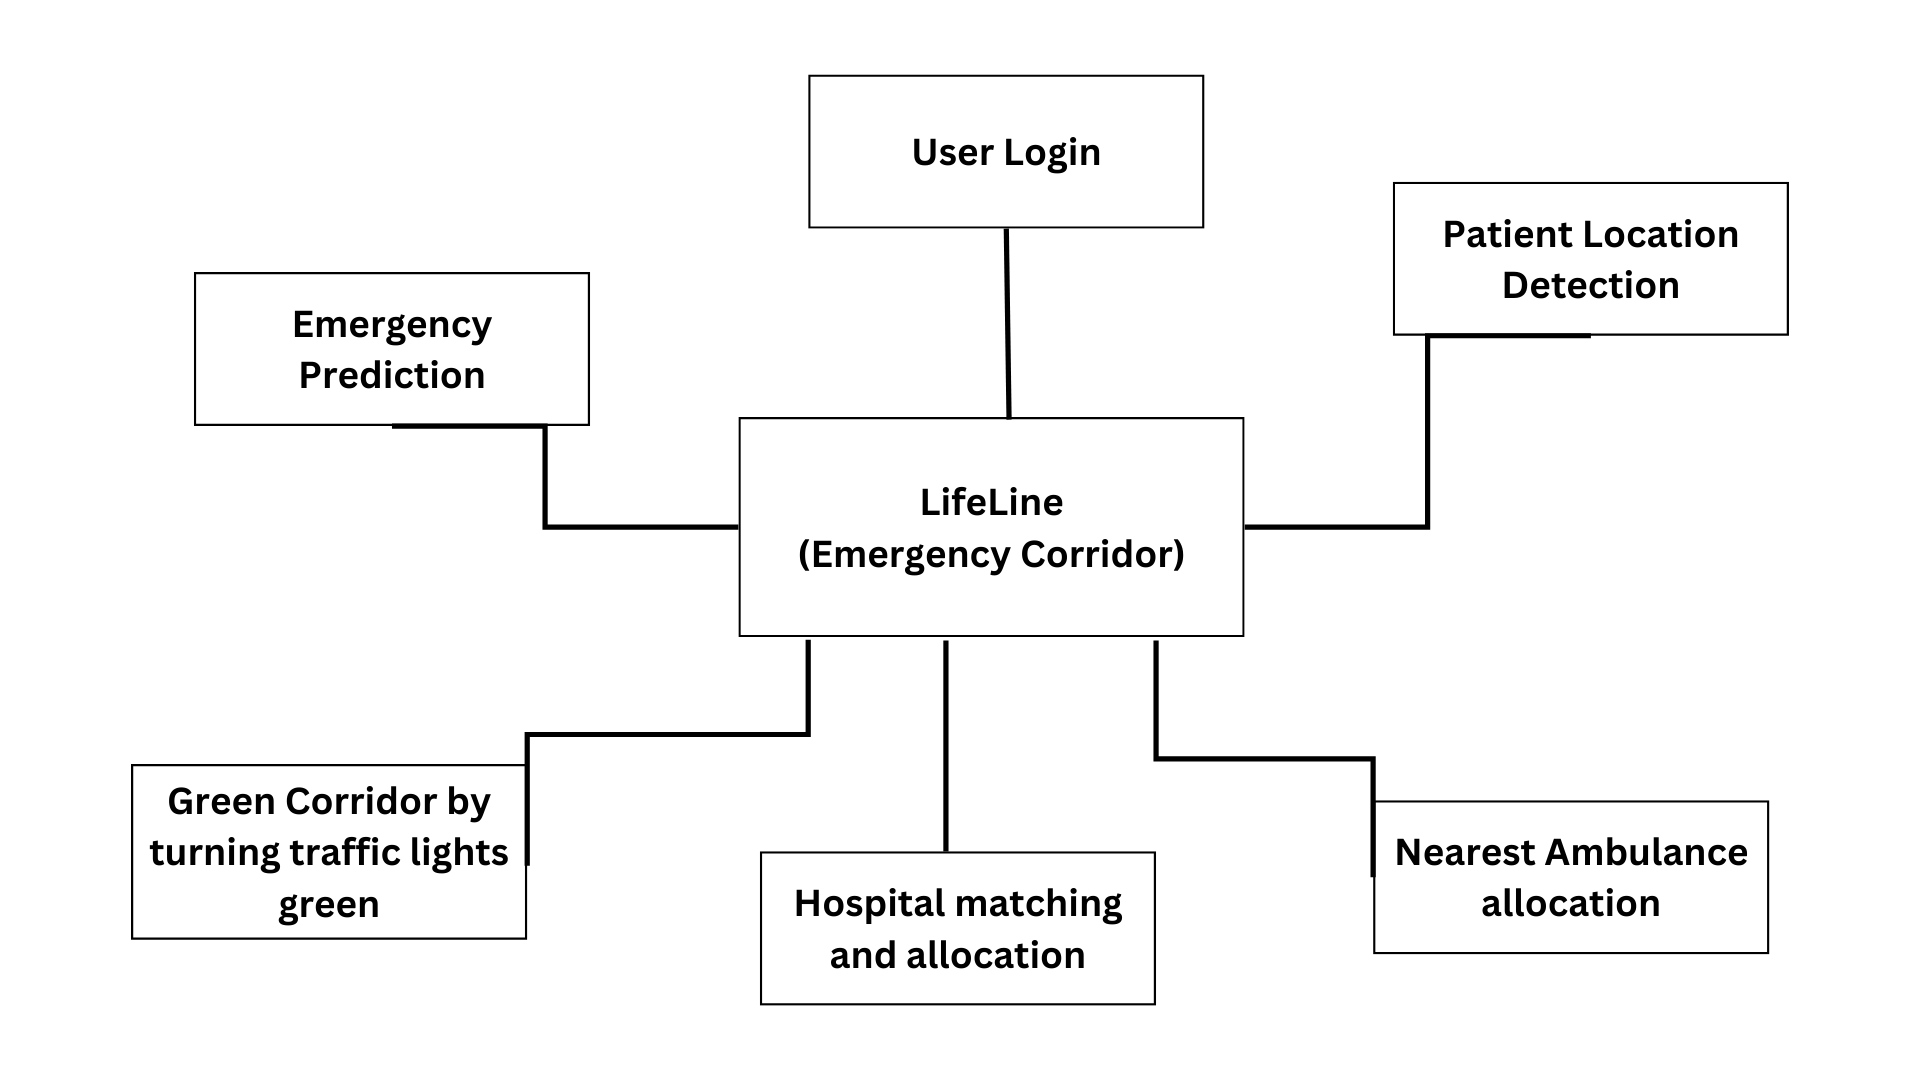 User Login
Patient Location
Detection
Emergency
Prediction
LifeLine
(Emergency Corridor)
Green Corridor by
turning traffic lights
green
Hospital matching
and allocation
Nearest Ambulance
allocation